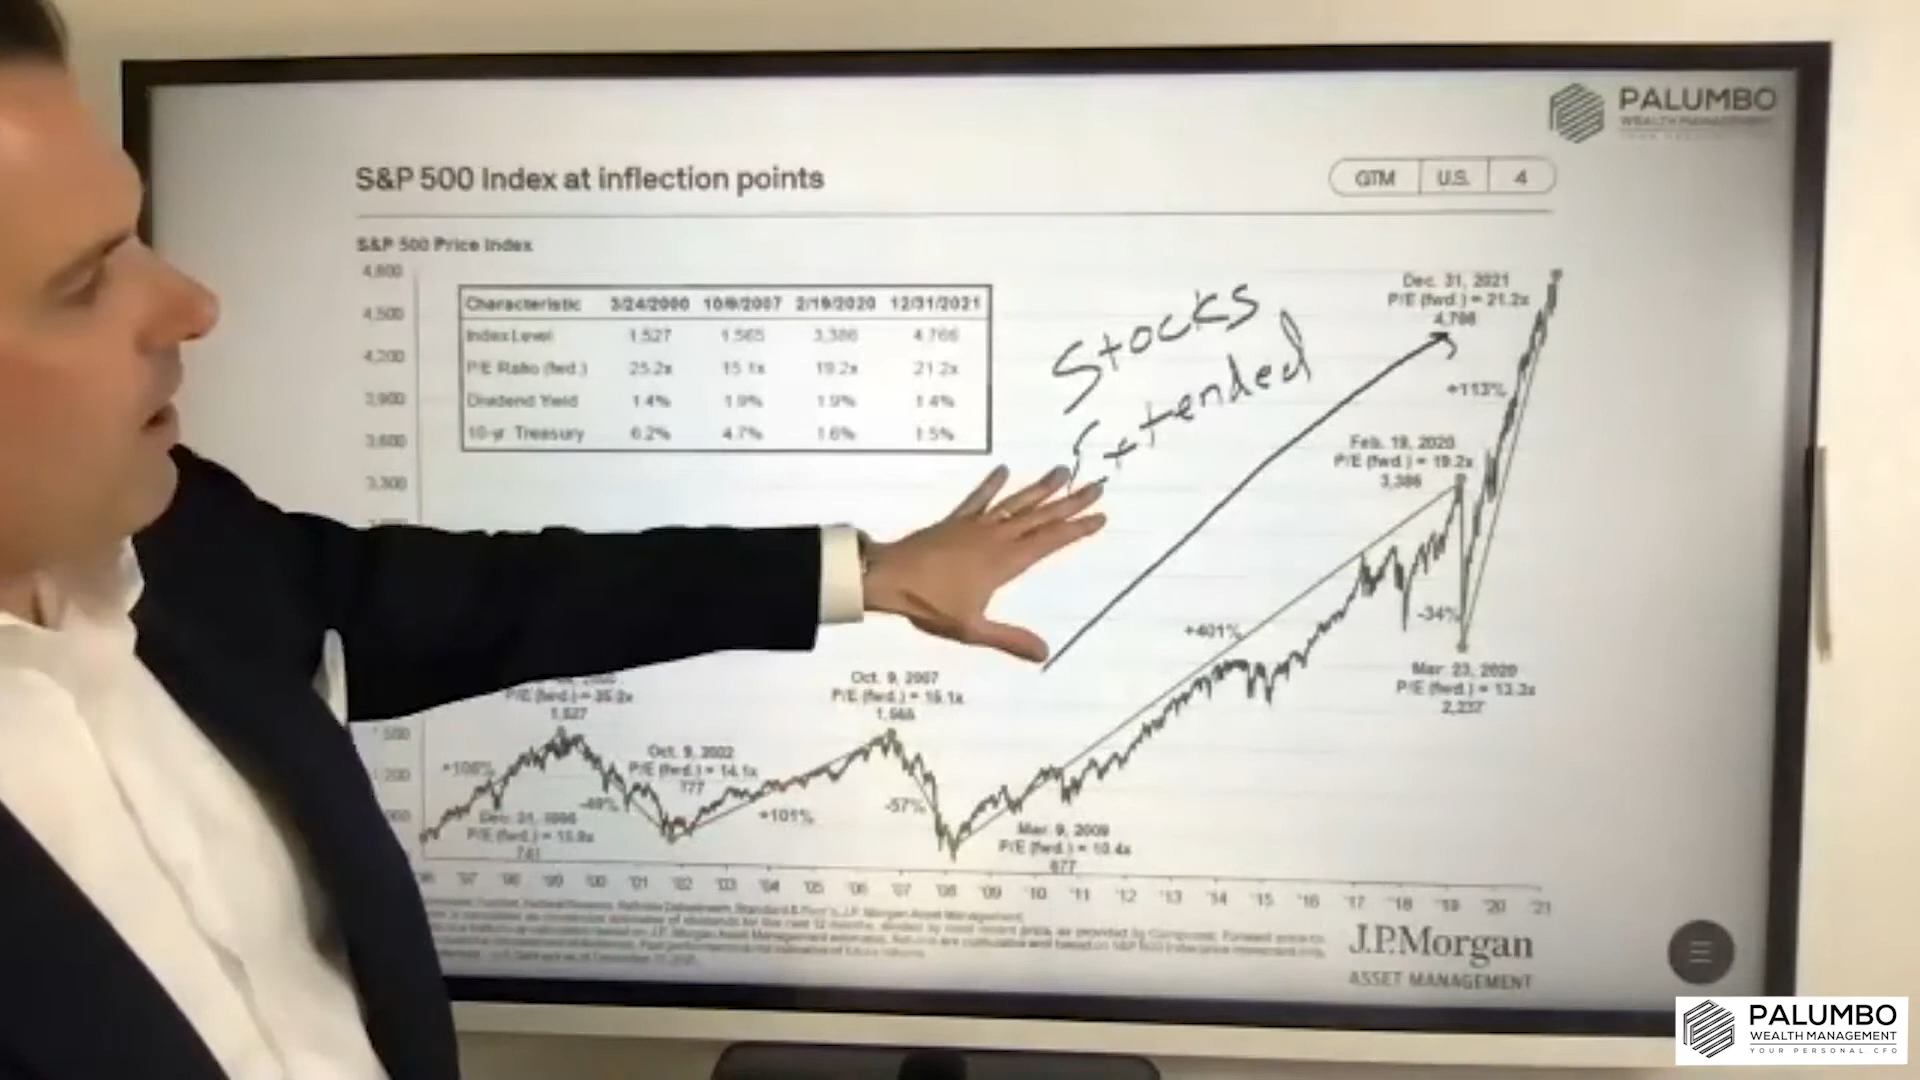 PALUMBO
WEALTH MANAGEMENT
S&P 500 Index at inflection points
GTM U.S. 4
S&P 500 Price Index
Characteristic 3/24/2000 10/9/2007 2/19/2020 12/31/2021
Index Level 1,527 1,565 3,386 4,766
P/E Ratio (fwd.) 25.2x 15.1x 19.2x 21.2x
Dividend Yield 1.4% 1.9% 1.9% 1.4%
10-yr Treasury 6.2% 4.7% 1.6% 1.5%
Stocks
Extended
4,800
4,500
4,200
3,900
3,600
3,300
Dec. 31, 2021
P/E (fwd.) = 21.2x
4,766
+113%
Feb. 19, 2020
P/E (fwd.) = 19.2x
3,386
-34%
+401%
Mar. 23, 2020
P/E (fwd.) = 13.3x
2,237
P/E (fwd.) = 25.2x
1,527
Oct. 9, 2007
P/E (fwd.) = 15.1x
1,565
Oct. 9, 2002
P/E (fwd.) = 14.1x
777
+106%
-49%
+101%
-57%
Dec. 31, 1996
741
Mar. 9, 2009
P/E (fwd.) = 10.4x
677
'97 '98 '99 '00 '01 '02 '03 '04 '05 '06 '07 '08 '09 '10 '11 '12 '13 '14 '15 '16 '17 '18 '19 '20 '21
J.P.Morgan
ASSET MANAGEMENT
PALUMBO
WEALTH MANAGEMENT
YOUR PERSONAL CFO